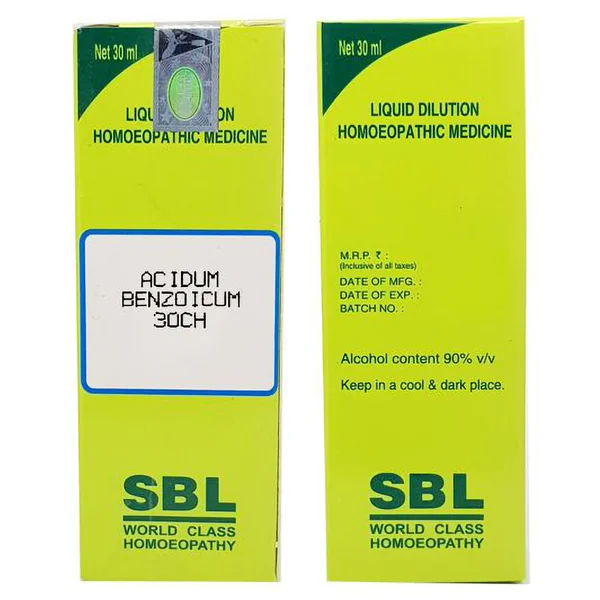 Net 30 ml
LIQU ON
HOMOEOPATHIC MEDICINE
ACIDUM
BENZOICUM
30CH
SBL
WORLD CLASS
HOMOEOPATHY
Net 30 ml
LIQUID DILUTION
HOMOEOPATHIC MEDICINE
M.R.P. ₹ :
(Inclusive of all taxes)
DATE OF MFG. :
DATE OF EXP. :
BATCH NO. :
Alcohol content 90% v/v
Keep in a cool & dark place.
SBL
WORLD CLASS
HOMOEOPATHY